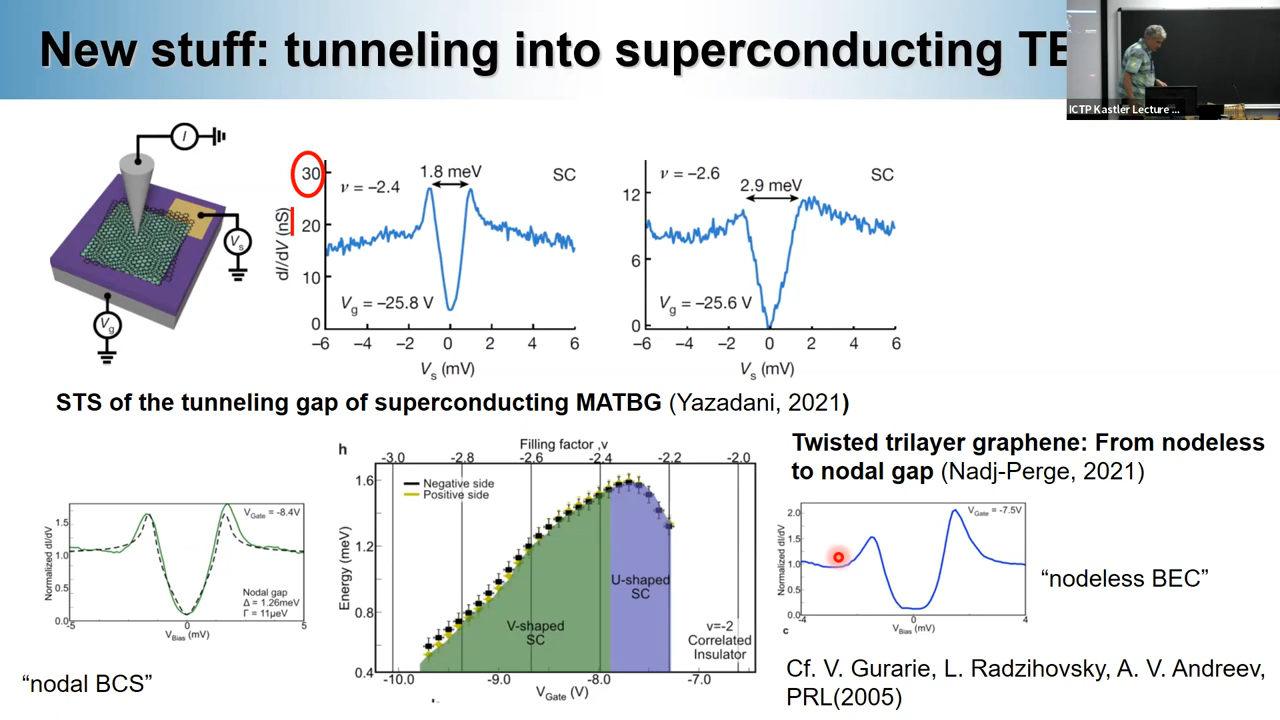 New stuff: tunneling into superconducting TB
ICTP Kastler Lecture ...
I
V_s
V_g
30
20
10
0
dI/dV (nS)
ν = −2.4
1.8 meV
SC
V_g = −25.8 V
−6 −4 −2 0 2 4 6
V_s (mV)
12
6
0
ν = −2.6
2.9 meV
SC
V_g = −25.6 V
−6 −4 −2 0 2 4 6
V_s (mV)
STS of the tunneling gap of superconducting MATBG (Yazadani, 2021)
Twisted trilayer graphene: From nodeless
to nodal gap (Nadj-Perge, 2021)
Normalized dI/dV
1.5
1.0
0.5
0.0
V_Gate = -8.4V
Nodal gap
Δ = 1.26meV
Γ = 11μeV
-5 0 5
V_Bias (mV)
"nodal BCS"
h
Filling factor ,ν
-3.0 -2.8 -2.6 -2.4 -2.2 -2.0
Negative side
Positive side
Energy (meV)
1.6
1.2
0.8
0.4
V-shaped
SC
U-shaped
SC
ν=-2
Correlated
Insulator
-10.0 -9.0 -8.0 -7.0
V_Gate (V)
Normalized dI/dV
2.0
1.5
1.0
0.5
0.0
V_Gate = -7.5V
-4 0 4
V_Bias (mV)
c
"nodeless BEC"
Cf. V. Gurarie, L. Radzihovsky, A. V. Andreev,
PRL(2005)